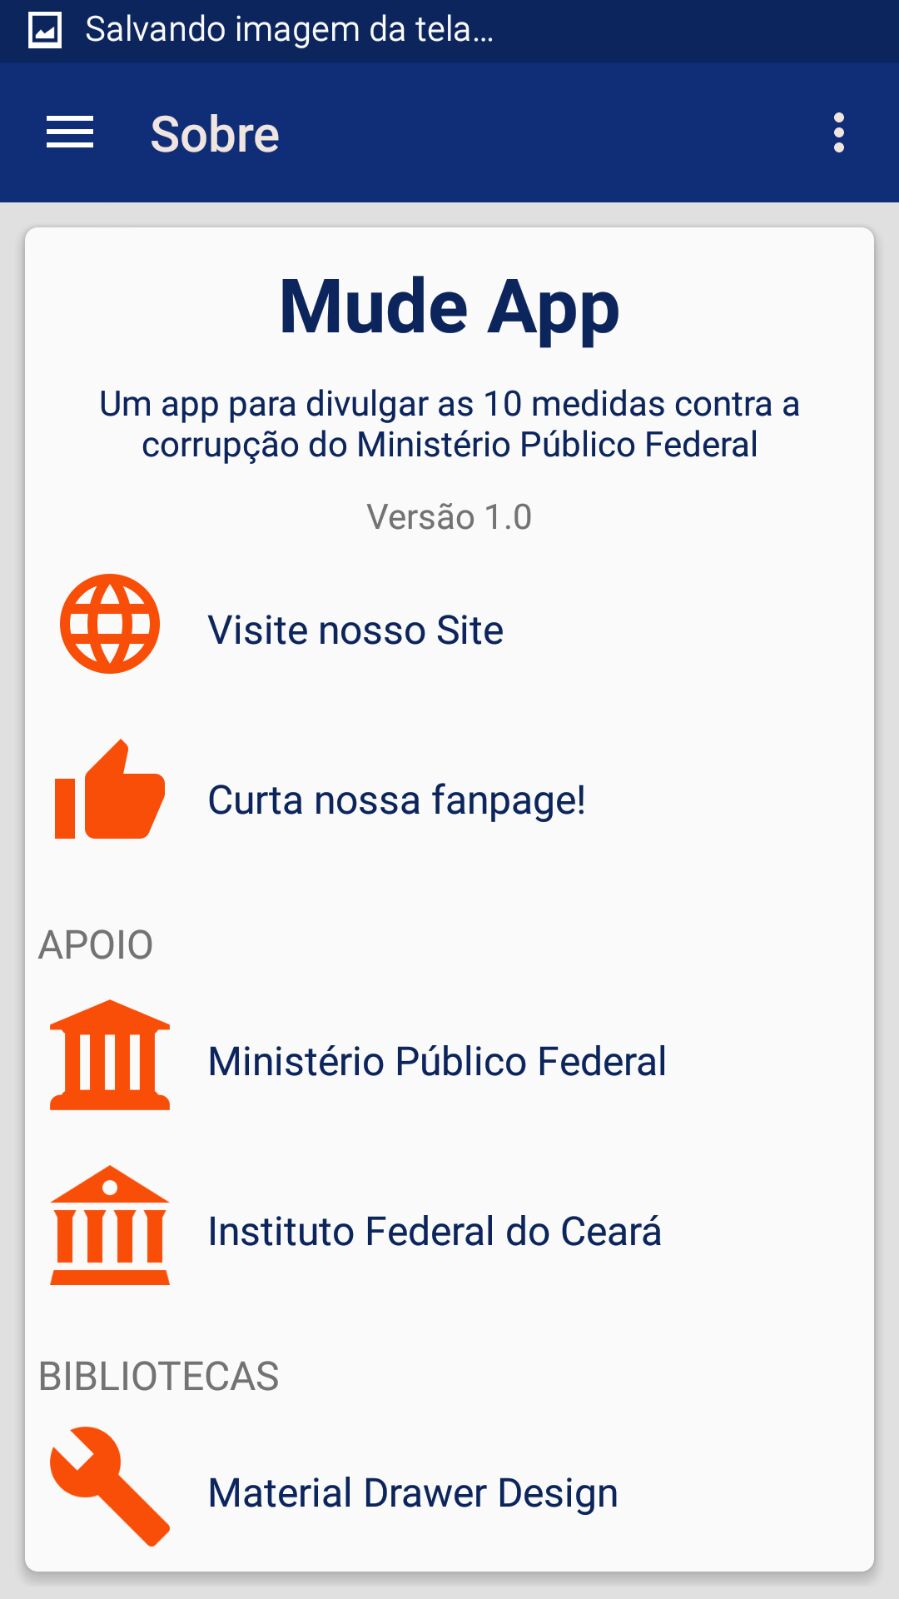 Salvando imagem da tela...
Sobre
Mude App
Um app para divulgar as 10 medidas contra a
corrupção do Ministério Público Federal
Versão 1.0
Visite nosso Site
Curta nossa fanpage!
APOIO
Ministério Público Federal
Instituto Federal do Ceará
BIBLIOTECAS
Material Drawer Design